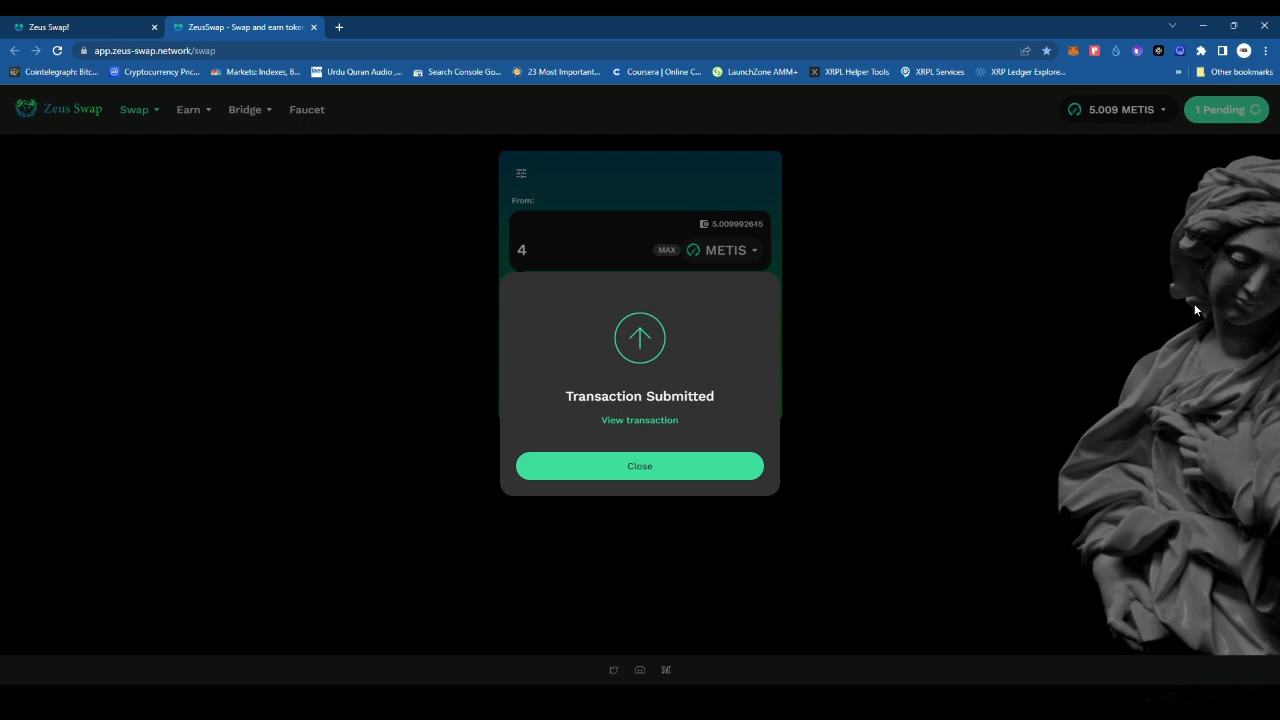 Zeus Swap!
ZeusSwap - Swap and earn token
app.zeus-swap.network/swap
Cointelegraph: Bitc...
Cryptocurrency Pric...
Markets: Indexes, B...
Urdu Quran Audio ,...
Search Console Go...
23 Most Important...
Coursera | Online C...
LaunchZone AMM+
XRPL Helper Tools
XRPL Services
XRP Ledger Explore...
»
Other bookmarks
Zeus Swap
Swap
Earn
Bridge
Faucet
5.009 METIS
1 Pending
From:
5.009992645
4
MAX
METIS
Transaction Submitted
View transaction
Close